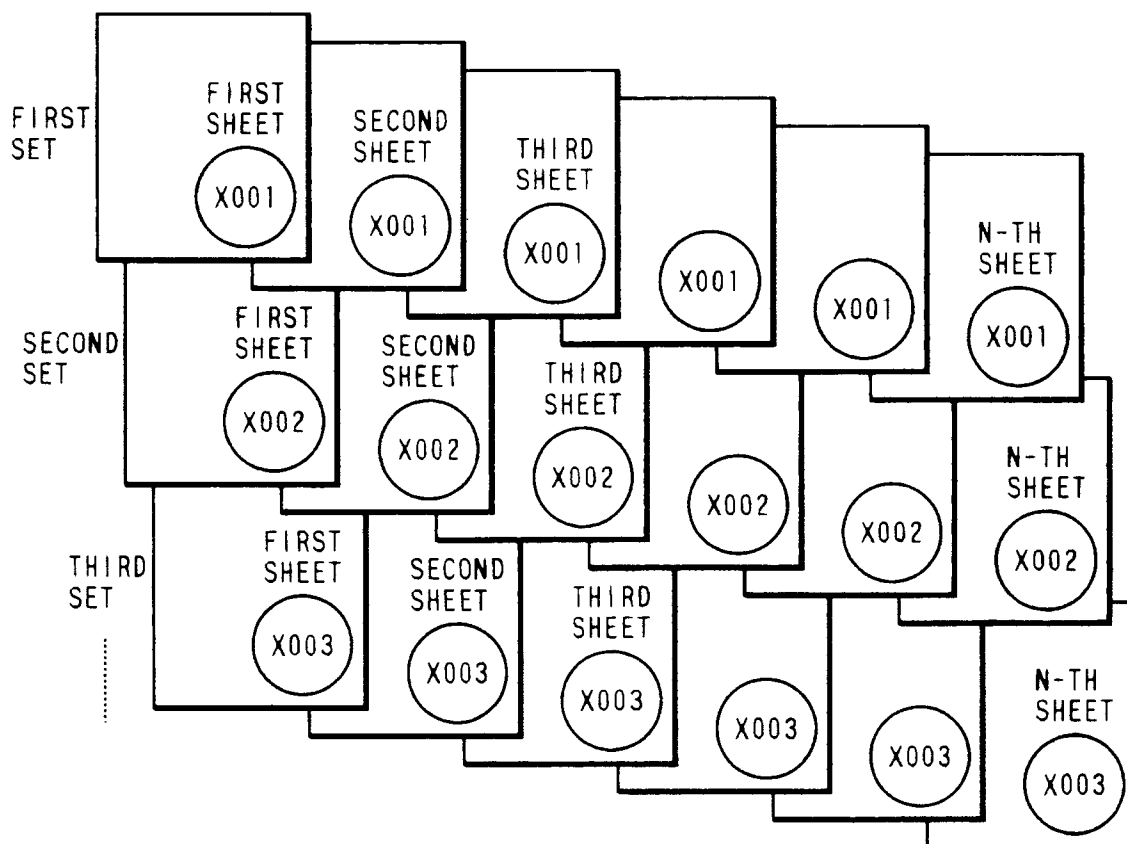 FIRST
SET
FIRST
SHEET
X001
SECOND
SHEET
X001
THIRD
SHEET
X001
X001
X001
N-TH
SHEET
X001
SECOND
SET
FIRST
SHEET
X002
SECOND
SHEET
X002
THIRD
SHEET
X002
X002
X002
N-TH
SHEET
X002
THIRD
SET
FIRST
SHEET
X003
SECOND
SHEET
X003
THIRD
SHEET
X003
X003
X003
N-TH
SHEET
X003